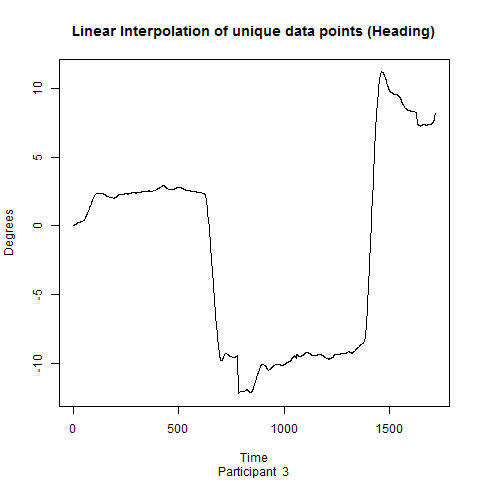 Linear Interpolation of unique data points (Heading)
Degrees
10
5
0
-5
-10
0 500 1000 1500
Time
Participant 3